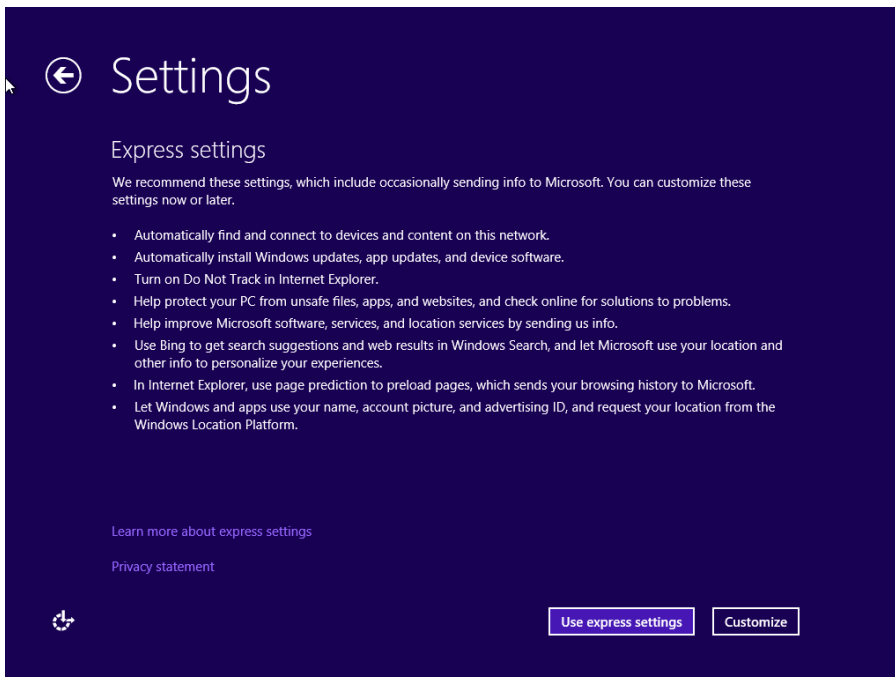 Settings
Express settings
We recommend these settings, which include occasionally sending info to Microsoft. You can customize these
settings now or later.
• Automatically find and connect to devices and content on this network.
• Automatically install Windows updates, app updates, and device software.
• Turn on Do Not Track in Internet Explorer.
• Help protect your PC from unsafe files, apps, and websites, and check online for solutions to problems.
• Help improve Microsoft software, services, and location services by sending us info.
• Use Bing to get search suggestions and web results in Windows Search, and let Microsoft use your location and
other info to personalize your experiences.
• In Internet Explorer, use page prediction to preload pages, which sends your browsing history to Microsoft.
• Let Windows and apps use your name, account picture, and advertising ID, and request your location from the
Windows Location Platform.
Learn more about express settings
Privacy statement
Use express settings
Customize